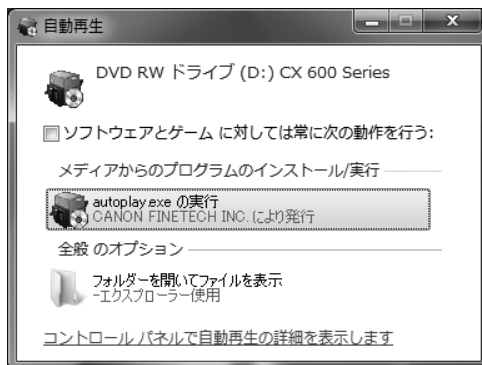 自動再生
DVD RW ドライブ (D:) CX 600 Series
ソフトウェアとゲーム に対しては常に次の動作を行う:
メディアからのプログラムのインストール/実行
autoplay.exe の実行
CANON FINETECH INC. により発行
全般 のオプション
フォルダーを開いてファイルを表示
-エクスプローラー使用
コントロール パネルで自動再生の詳細を表示します